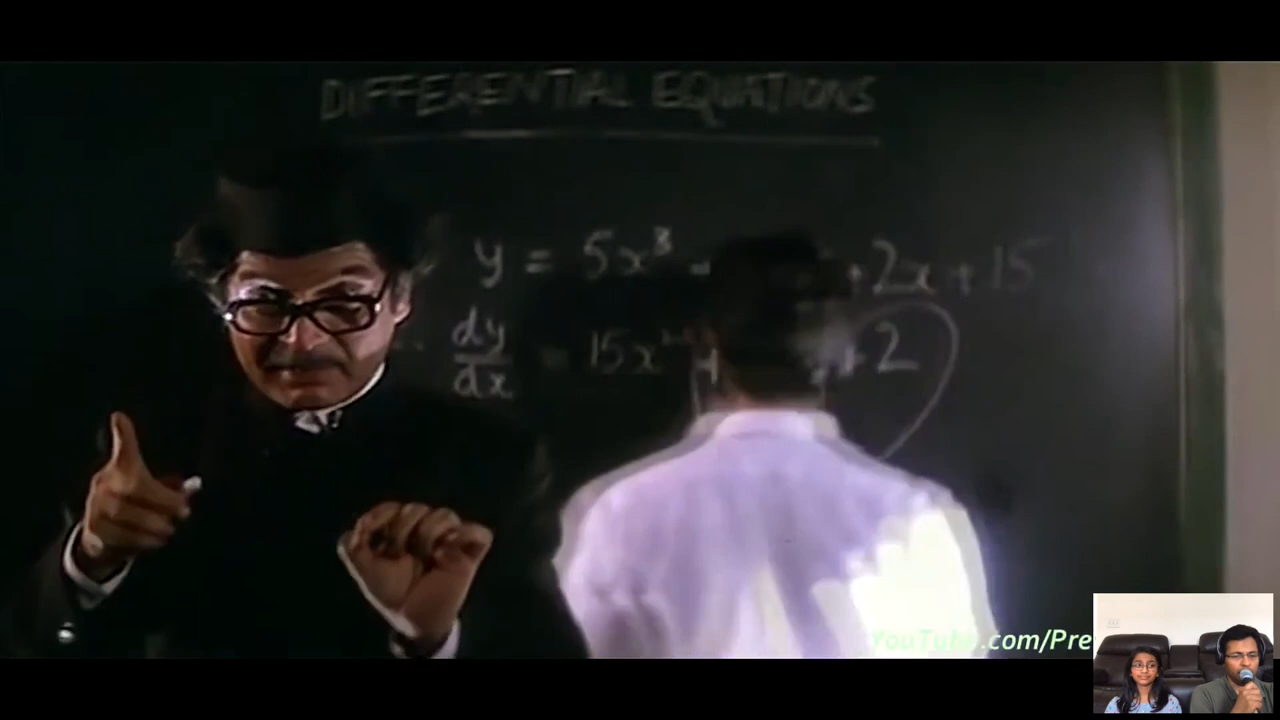 DIFFERENTIAL EQUATIONS
y = 5x³ + 2x + 15
dy/dx = 15x² + + 2
YouTube.com/Pre